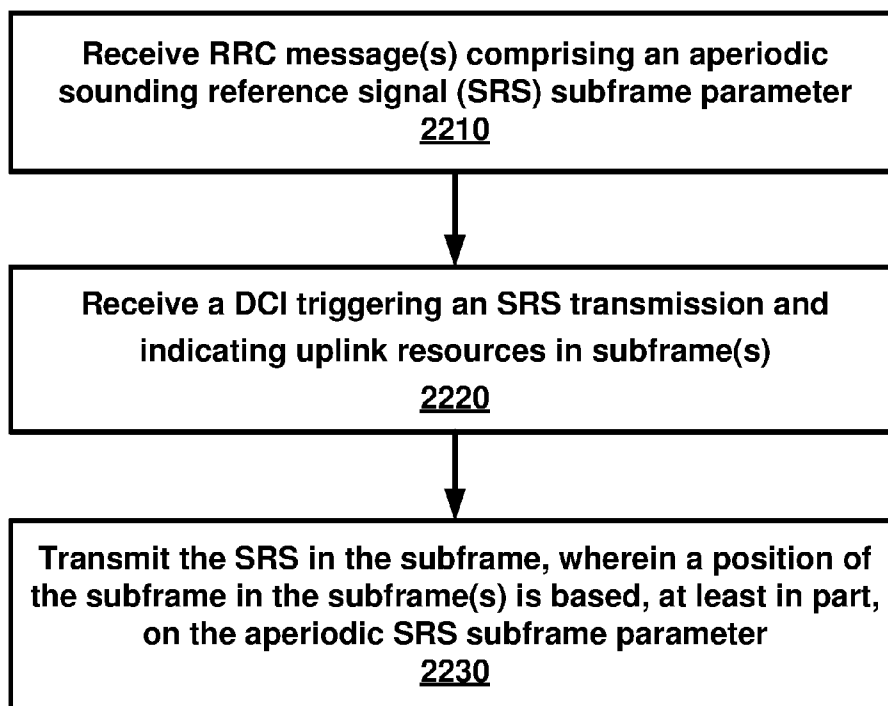 Receive RRC message(s) comprising an aperiodic
sounding reference signal (SRS) subframe parameter
2210
Receive a DCI triggering an SRS transmission and
indicating uplink resources in subframe(s)
2220
Transmit the SRS in the subframe, wherein a position of
the subframe in the subframe(s) is based, at least in part,
on the aperiodic SRS subframe parameter
2230